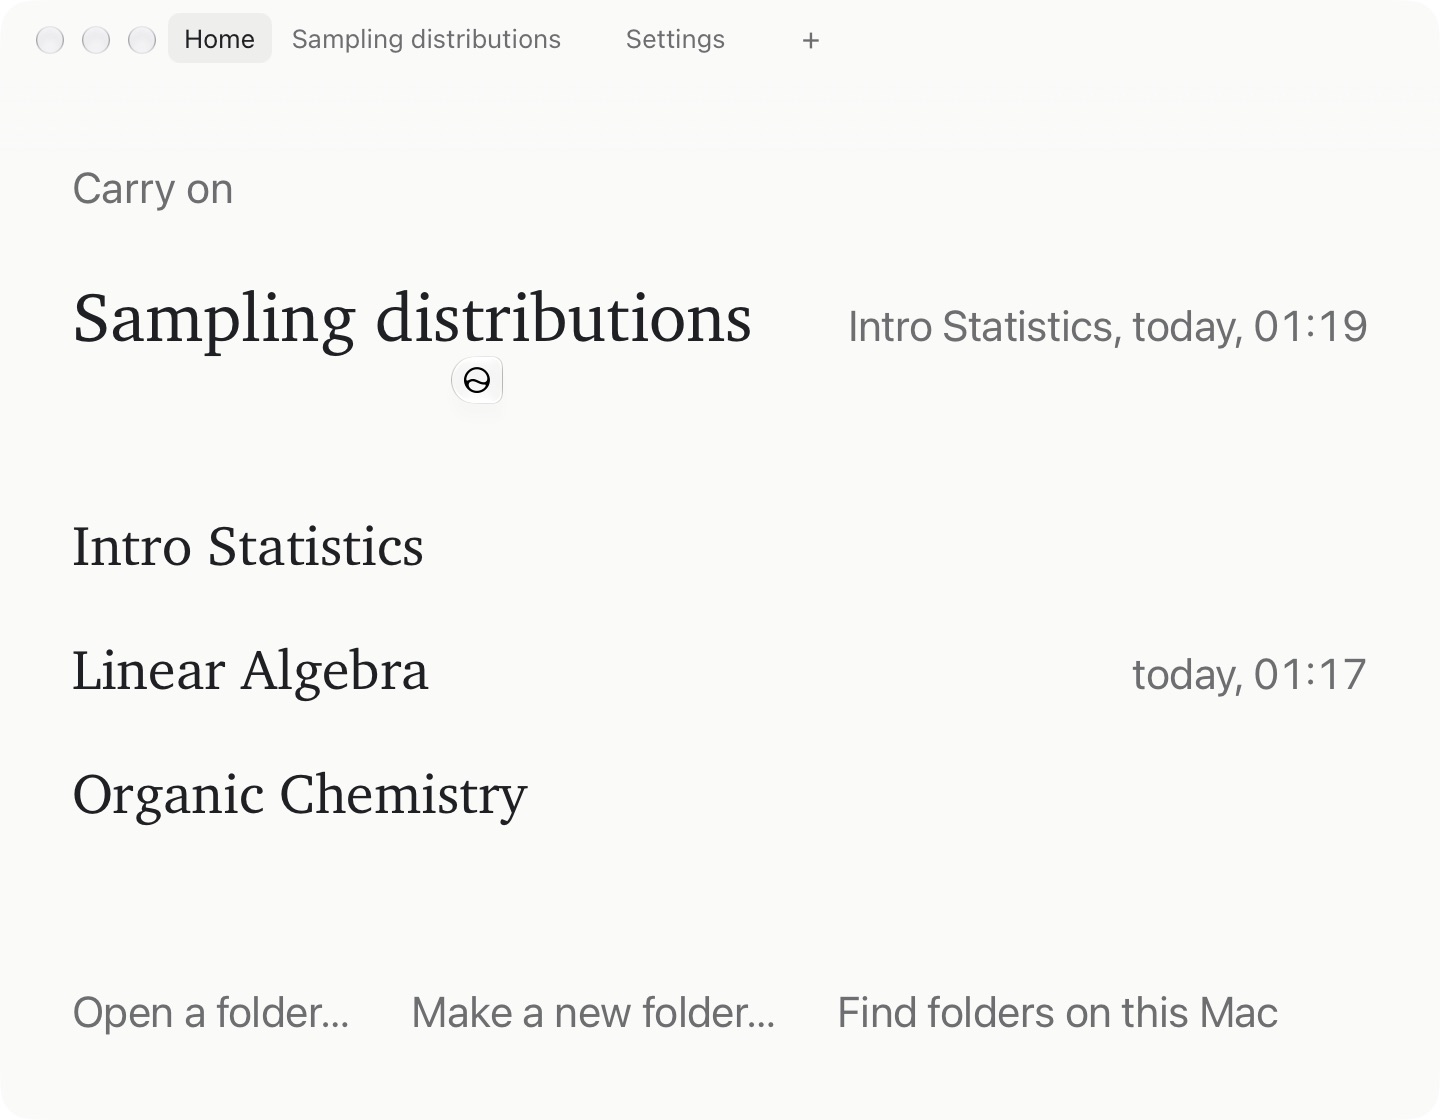 Home Sampling distributions Settings +
Carry on
Sampling distributions Intro Statistics, today, 01:19
Intro Statistics
Linear Algebra today, 01:17
Organic Chemistry
Open a folder... Make a new folder... Find folders on this Mac